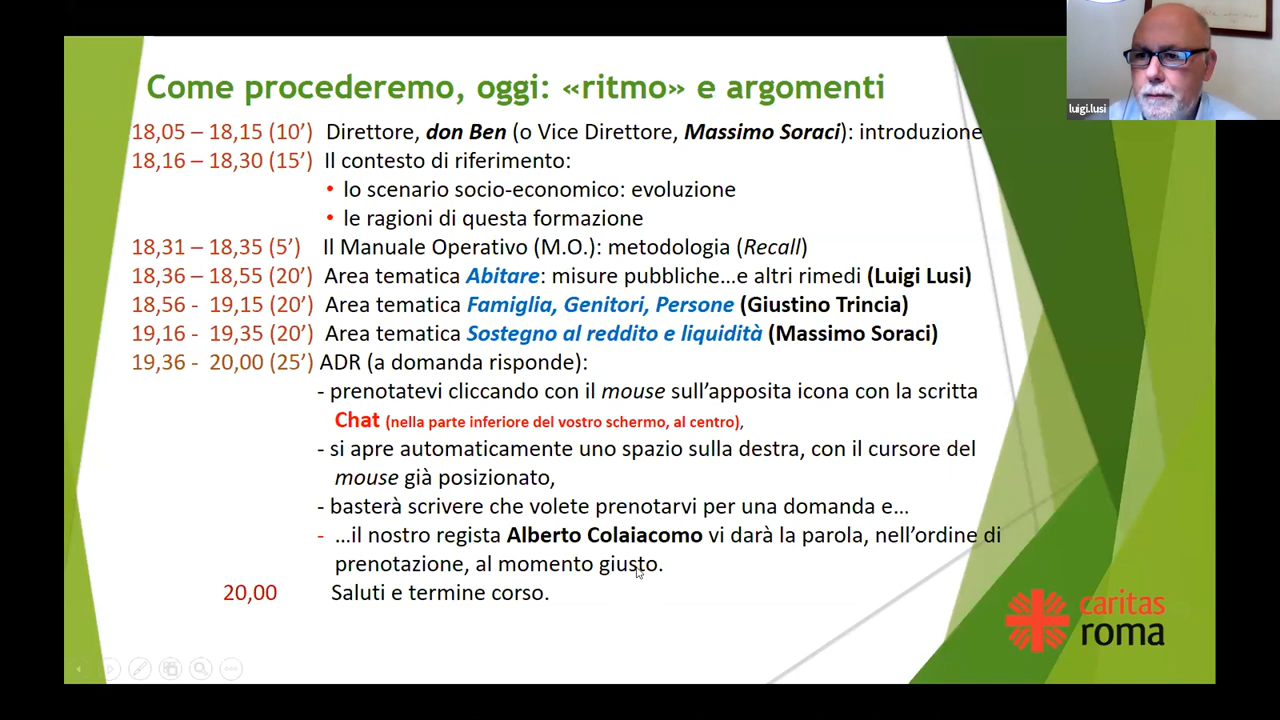 Come procederemo, oggi: «ritmo» e argomenti
luigi.lusi
18,05 – 18,15 (10’) Direttore, don Ben (o Vice Direttore, Massimo Soraci): introduzione
18,16 – 18,30 (15’) Il contesto di riferimento:
• lo scenario socio-economico: evoluzione
• le ragioni di questa formazione
18,31 – 18,35 (5’) Il Manuale Operativo (M.O.): metodologia (Recall)
18,36 – 18,55 (20’) Area tematica Abitare: misure pubbliche...e altri rimedi (Luigi Lusi)
18,56 - 19,15 (20’) Area tematica Famiglia, Genitori, Persone (Giustino Trincia)
19,16 - 19,35 (20’) Area tematica Sostegno al reddito e liquidità (Massimo Soraci)
19,36 - 20,00 (25’) ADR (a domanda risponde):
- prenotatevi cliccando con il mouse sull’apposita icona con la scritta
Chat (nella parte inferiore del vostro schermo, al centro),
- si apre automaticamente uno spazio sulla destra, con il cursore del
mouse già posizionato,
- basterà scrivere che volete prenotarvi per una domanda e…
- …il nostro regista Alberto Colaiacomo vi darà la parola, nell’ordine di
prenotazione, al momento giusto.
20,00 Saluti e termine corso.
caritas
roma